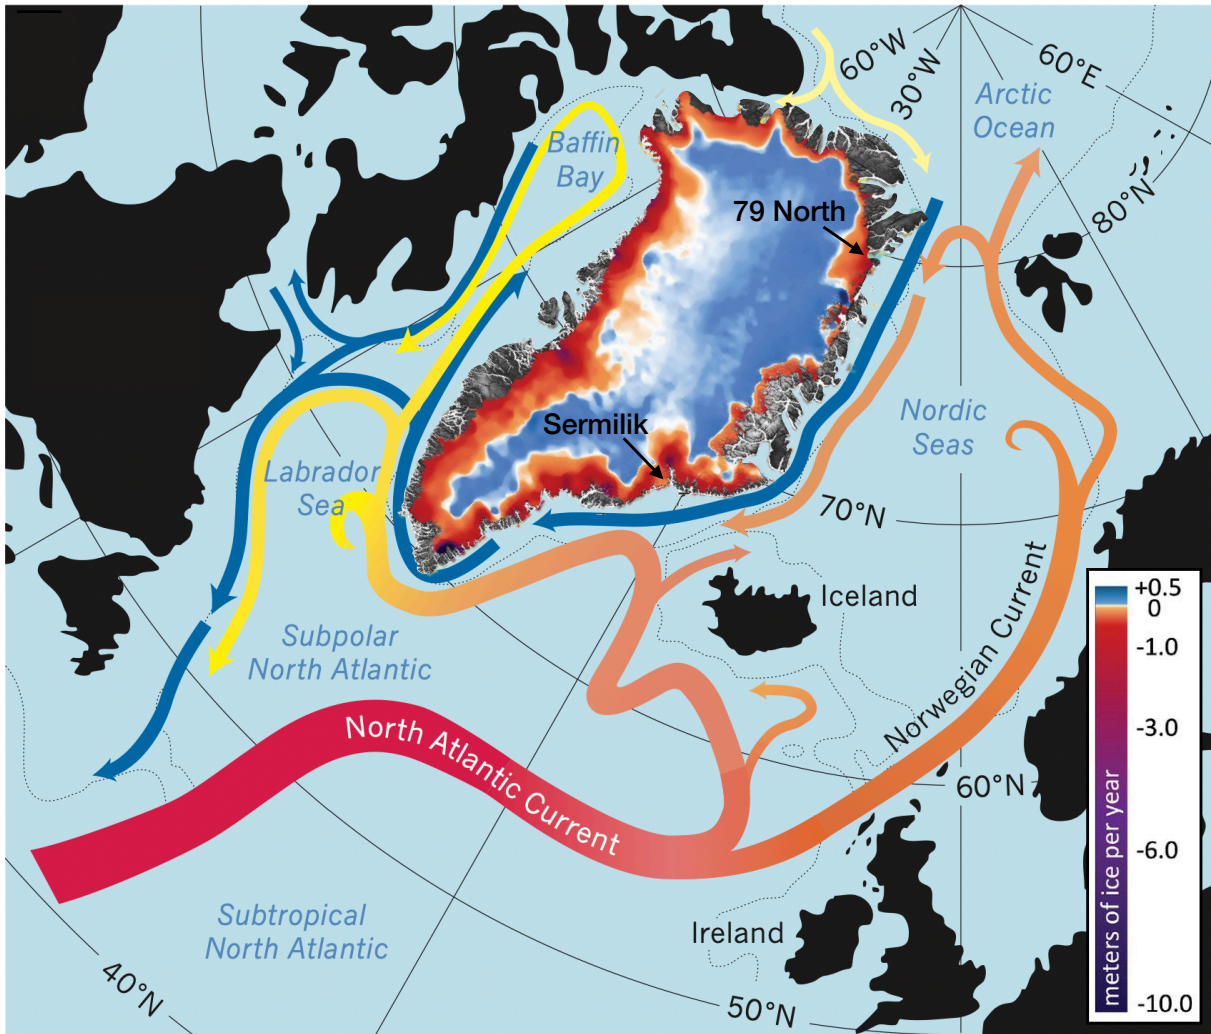 60°W
30°W
60°E
Arctic
Ocean
80°N
Baffin
Bay
79 North
Nordic
Seas
Sermilik
Labrador
Sea
70°N
Iceland
Subpolar
North Atlantic
Norwegian Current
North Atlantic Current
60°N
Ireland
Subtropical
North Atlantic
40°N
50°N
+0.5
0
-1.0
-3.0
-6.0
-10.0
meters of ice per year